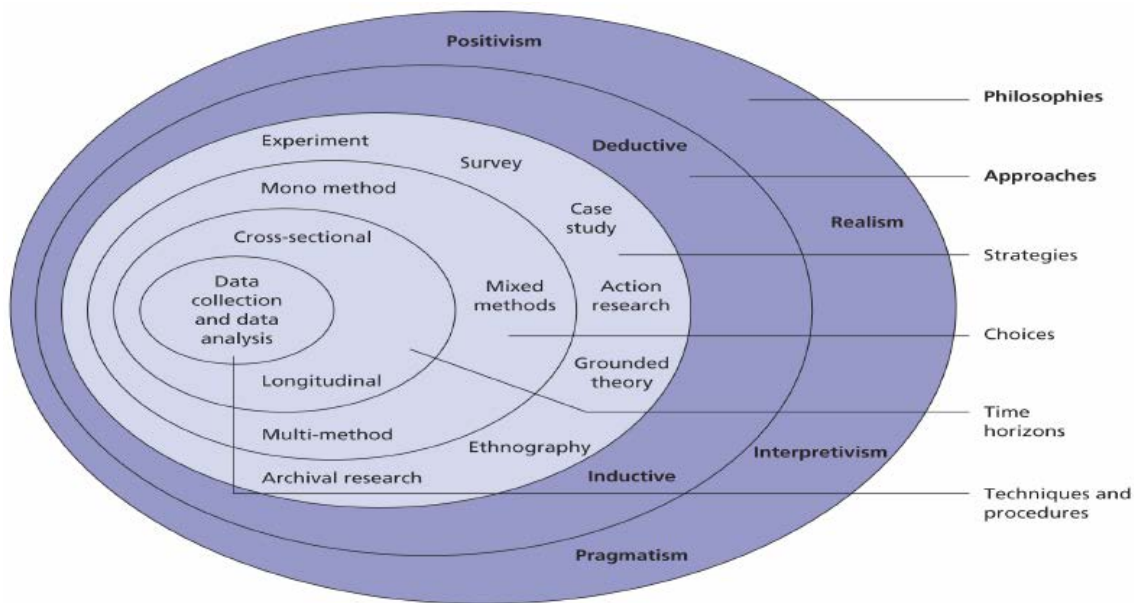 Positivism
Philosophies
Experiment
Deductive
Survey
Approaches
Mono method
Case
study
Realism
Cross-sectional
Strategies
Data
collection
and data
analysis
Mixed
methods
Action
research
Choices
Grounded
theory
Longitudinal
Time
horizons
Multi-method
Ethnography
Interpretivism
Archival research
Inductive
Techniques and
procedures
Pragmatism